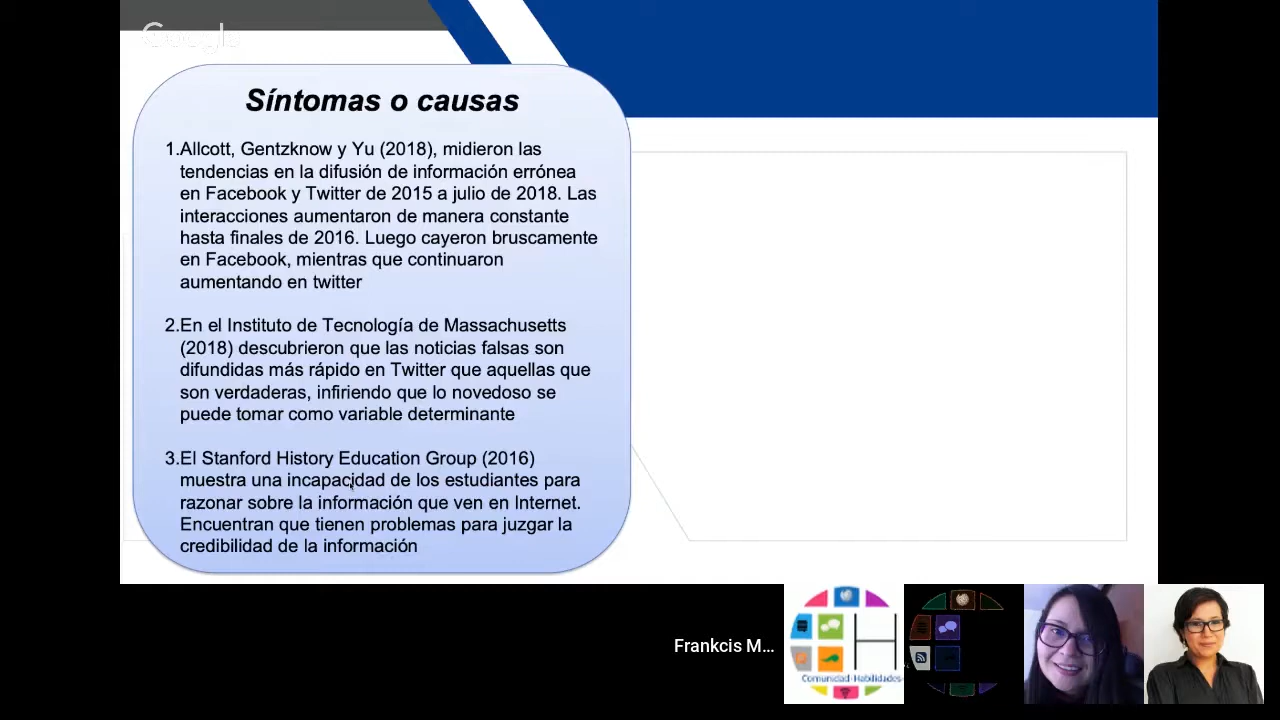 Google
Síntomas o causas
1.Allcott, Gentzknow y Yu (2018), midieron las
tendencias en la difusión de información errónea
en Facebook y Twitter de 2015 a julio de 2018. Las
interacciones aumentaron de manera constante
hasta finales de 2016. Luego cayeron bruscamente
en Facebook, mientras que continuaron
aumentando en twitter
2.En el Instituto de Tecnología de Massachusetts
(2018) descubrieron que las noticias falsas son
difundidas más rápido en Twitter que aquellas que
son verdaderas, infiriendo que lo novedoso se
puede tomar como variable determinante
3.El Stanford History Education Group (2016)
muestra una incapacidad de los estudiantes para
razonar sobre la información que ven en Internet.
Encuentran que tienen problemas para juzgar la
credibilidad de la información
Frankcis M...
H
Comunidad Habilidades